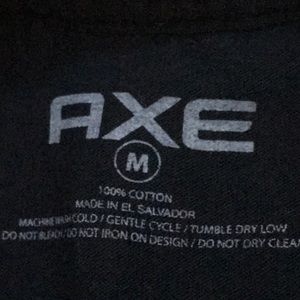 AXE
M
100% COTTON
MADE IN EL SALVADOR
MACHINE WASH COLD / GENTLE CYCLE / TUMBLE DRY LOW
DO NOT BLEACH / DO NOT IRON ON DESIGN / DO NOT DRY CLEA